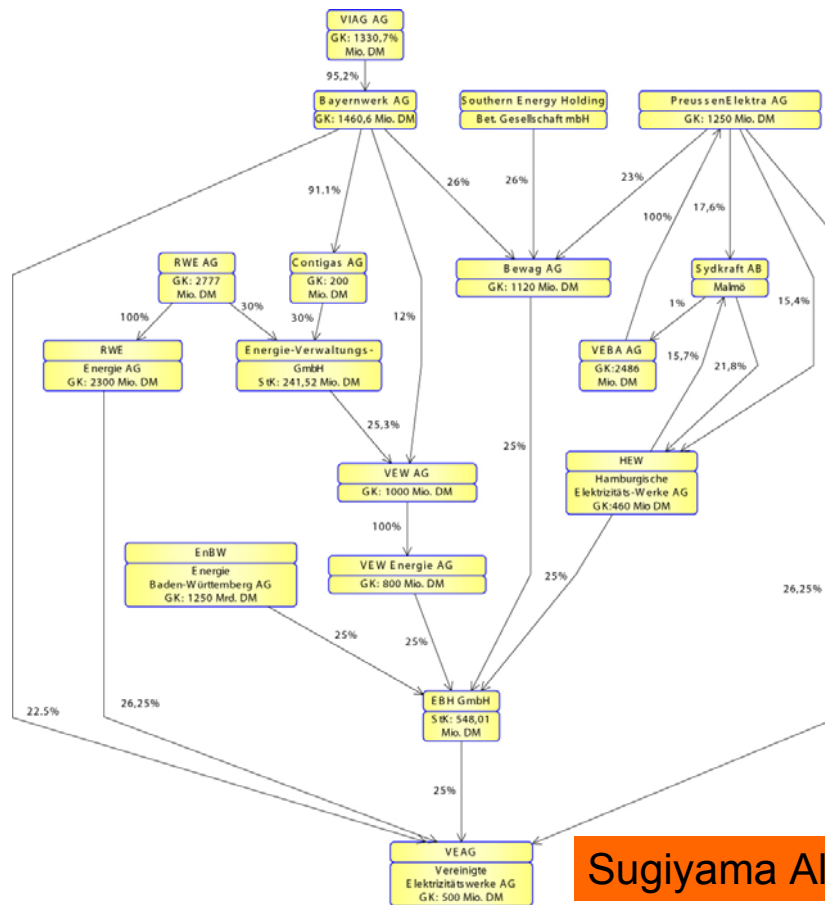 VIAG AG
GK: 1330,7%
Mio. DM
95,2%
Bayernwerk AG
GK: 1460,6 Mio. DM
Southern Energy Holding
Bet. Gesellschaft mbH
PreussenElektra AG
GK: 1250 Mio. DM
91.1%
26%
26%
23%
17,6%
100%
RWE AG
GK: 2777
Mio. DM
Contigas AG
GK: 200
Mio. DM
Bewag AG
GK: 1120 Mio. DM
Sydkraft AB
Malmö
100%
30%
30%
12%
1%
15,4%
RWE
Energie AG
GK: 2300 Mio. DM
Energie-Verwaltungs-
GmbH
StK: 241,52 Mio. DM
VEBA AG
GK:2486
Mio. DM
15,7%
21,8%
25,3%
VEW AG
GK: 1000 Mio. DM
25%
HEW
Hamburgische
Elektrizitäts-Werke AG
GK:460 Mio DM
100%
EnBW
Energie
Baden-Württemberg AG
GK: 1250 Mrd. DM
VEW Energie AG
GK: 800 Mio. DM
25%
26,25%
25%
25%
EBH GmbH
StK: 548,01
Mio. DM
22.5%
26,25%
25%
VEAG
Vereinigte
Elektrizitätswerke AG
GK: 500 Mio. DM
Sugiyama Al